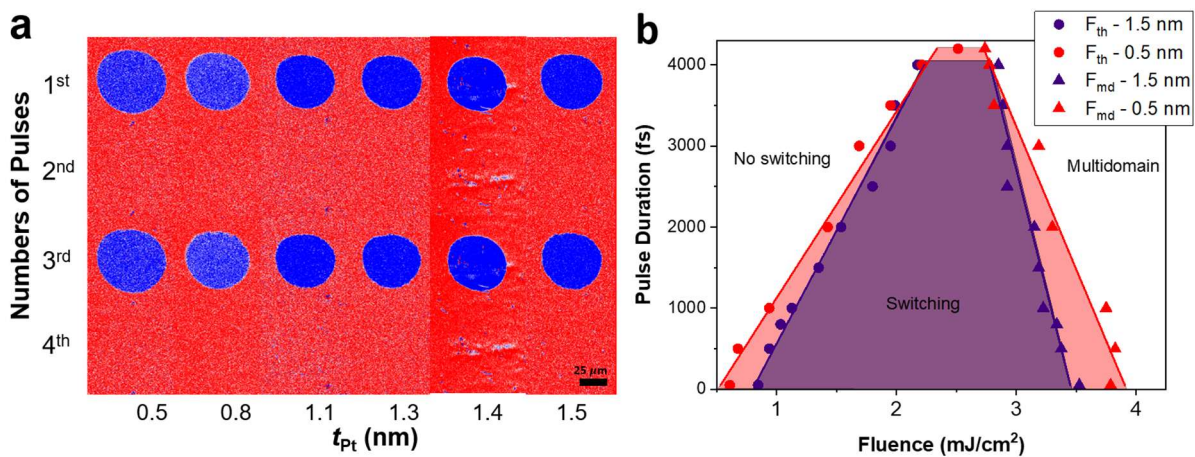 a
Numbers of Pulses
1st
2nd
3rd
4th
25 μm
0.5 0.8 1.1 1.3 1.4 1.5
tPt (nm)
b
Fth - 1.5 nm
Fth - 0.5 nm
Fmd - 1.5 nm
Fmd - 0.5 nm
Pulse Duration (fs)
4000
3000
2000
1000
0
No switching
Multidomain
Switching
1 2 3 4
Fluence (mJ/cm²)